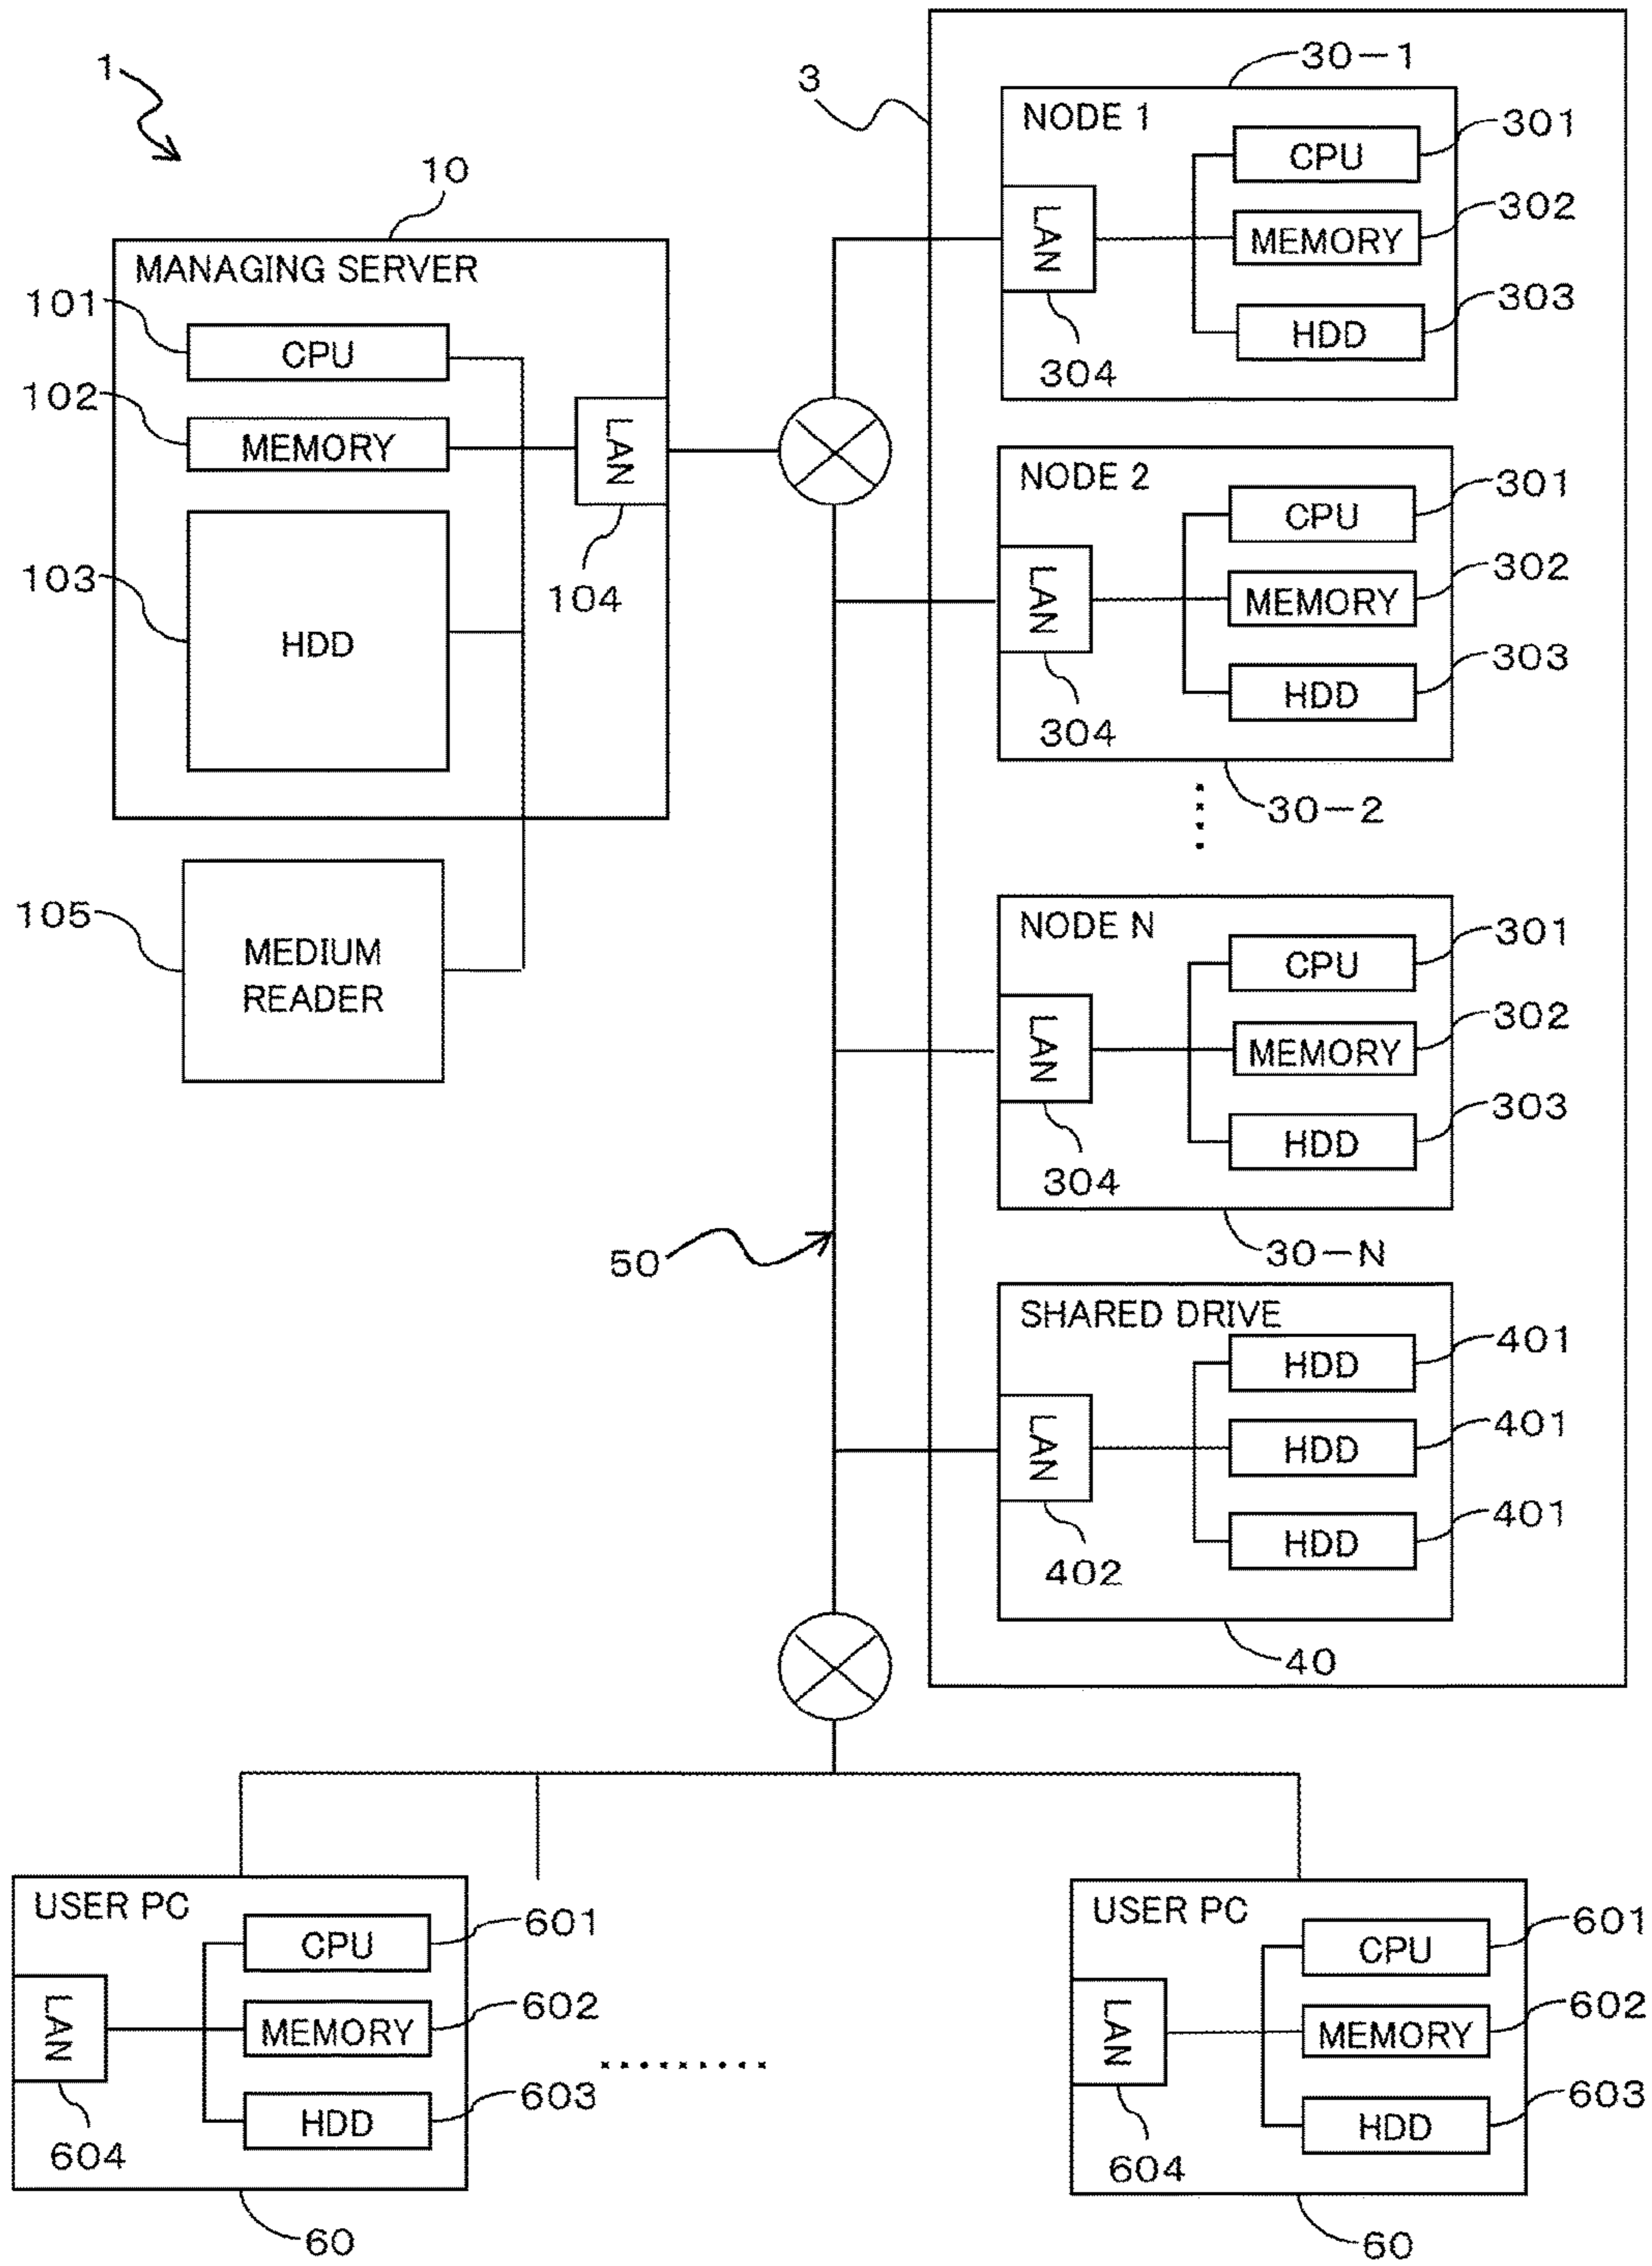 1
10
MANAGING SERVER
101
CPU
102
MEMORY
LAN
103
HDD
104
105
MEDIUM
READER
3
30-1
NODE 1
CPU
301
LAN
MEMORY
302
HDD
303
304
NODE 2
CPU
301
LAN
MEMORY
302
HDD
303
304
30-2
NODE N
CPU
301
LAN
MEMORY
302
HDD
303
304
30-N
50
SHARED DRIVE
HDD
401
LAN
HDD
401
HDD
401
402
40
USER PC
CPU
601
LAN
MEMORY
602
HDD
603
604
60
USER PC
CPU
601
LAN
MEMORY
602
HDD
603
604
60